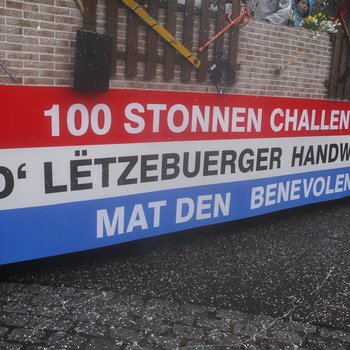 100 STONNEN CHALLEN
D' LËTZEBUERGER HANDW
MAT DEN BENEVOLEN